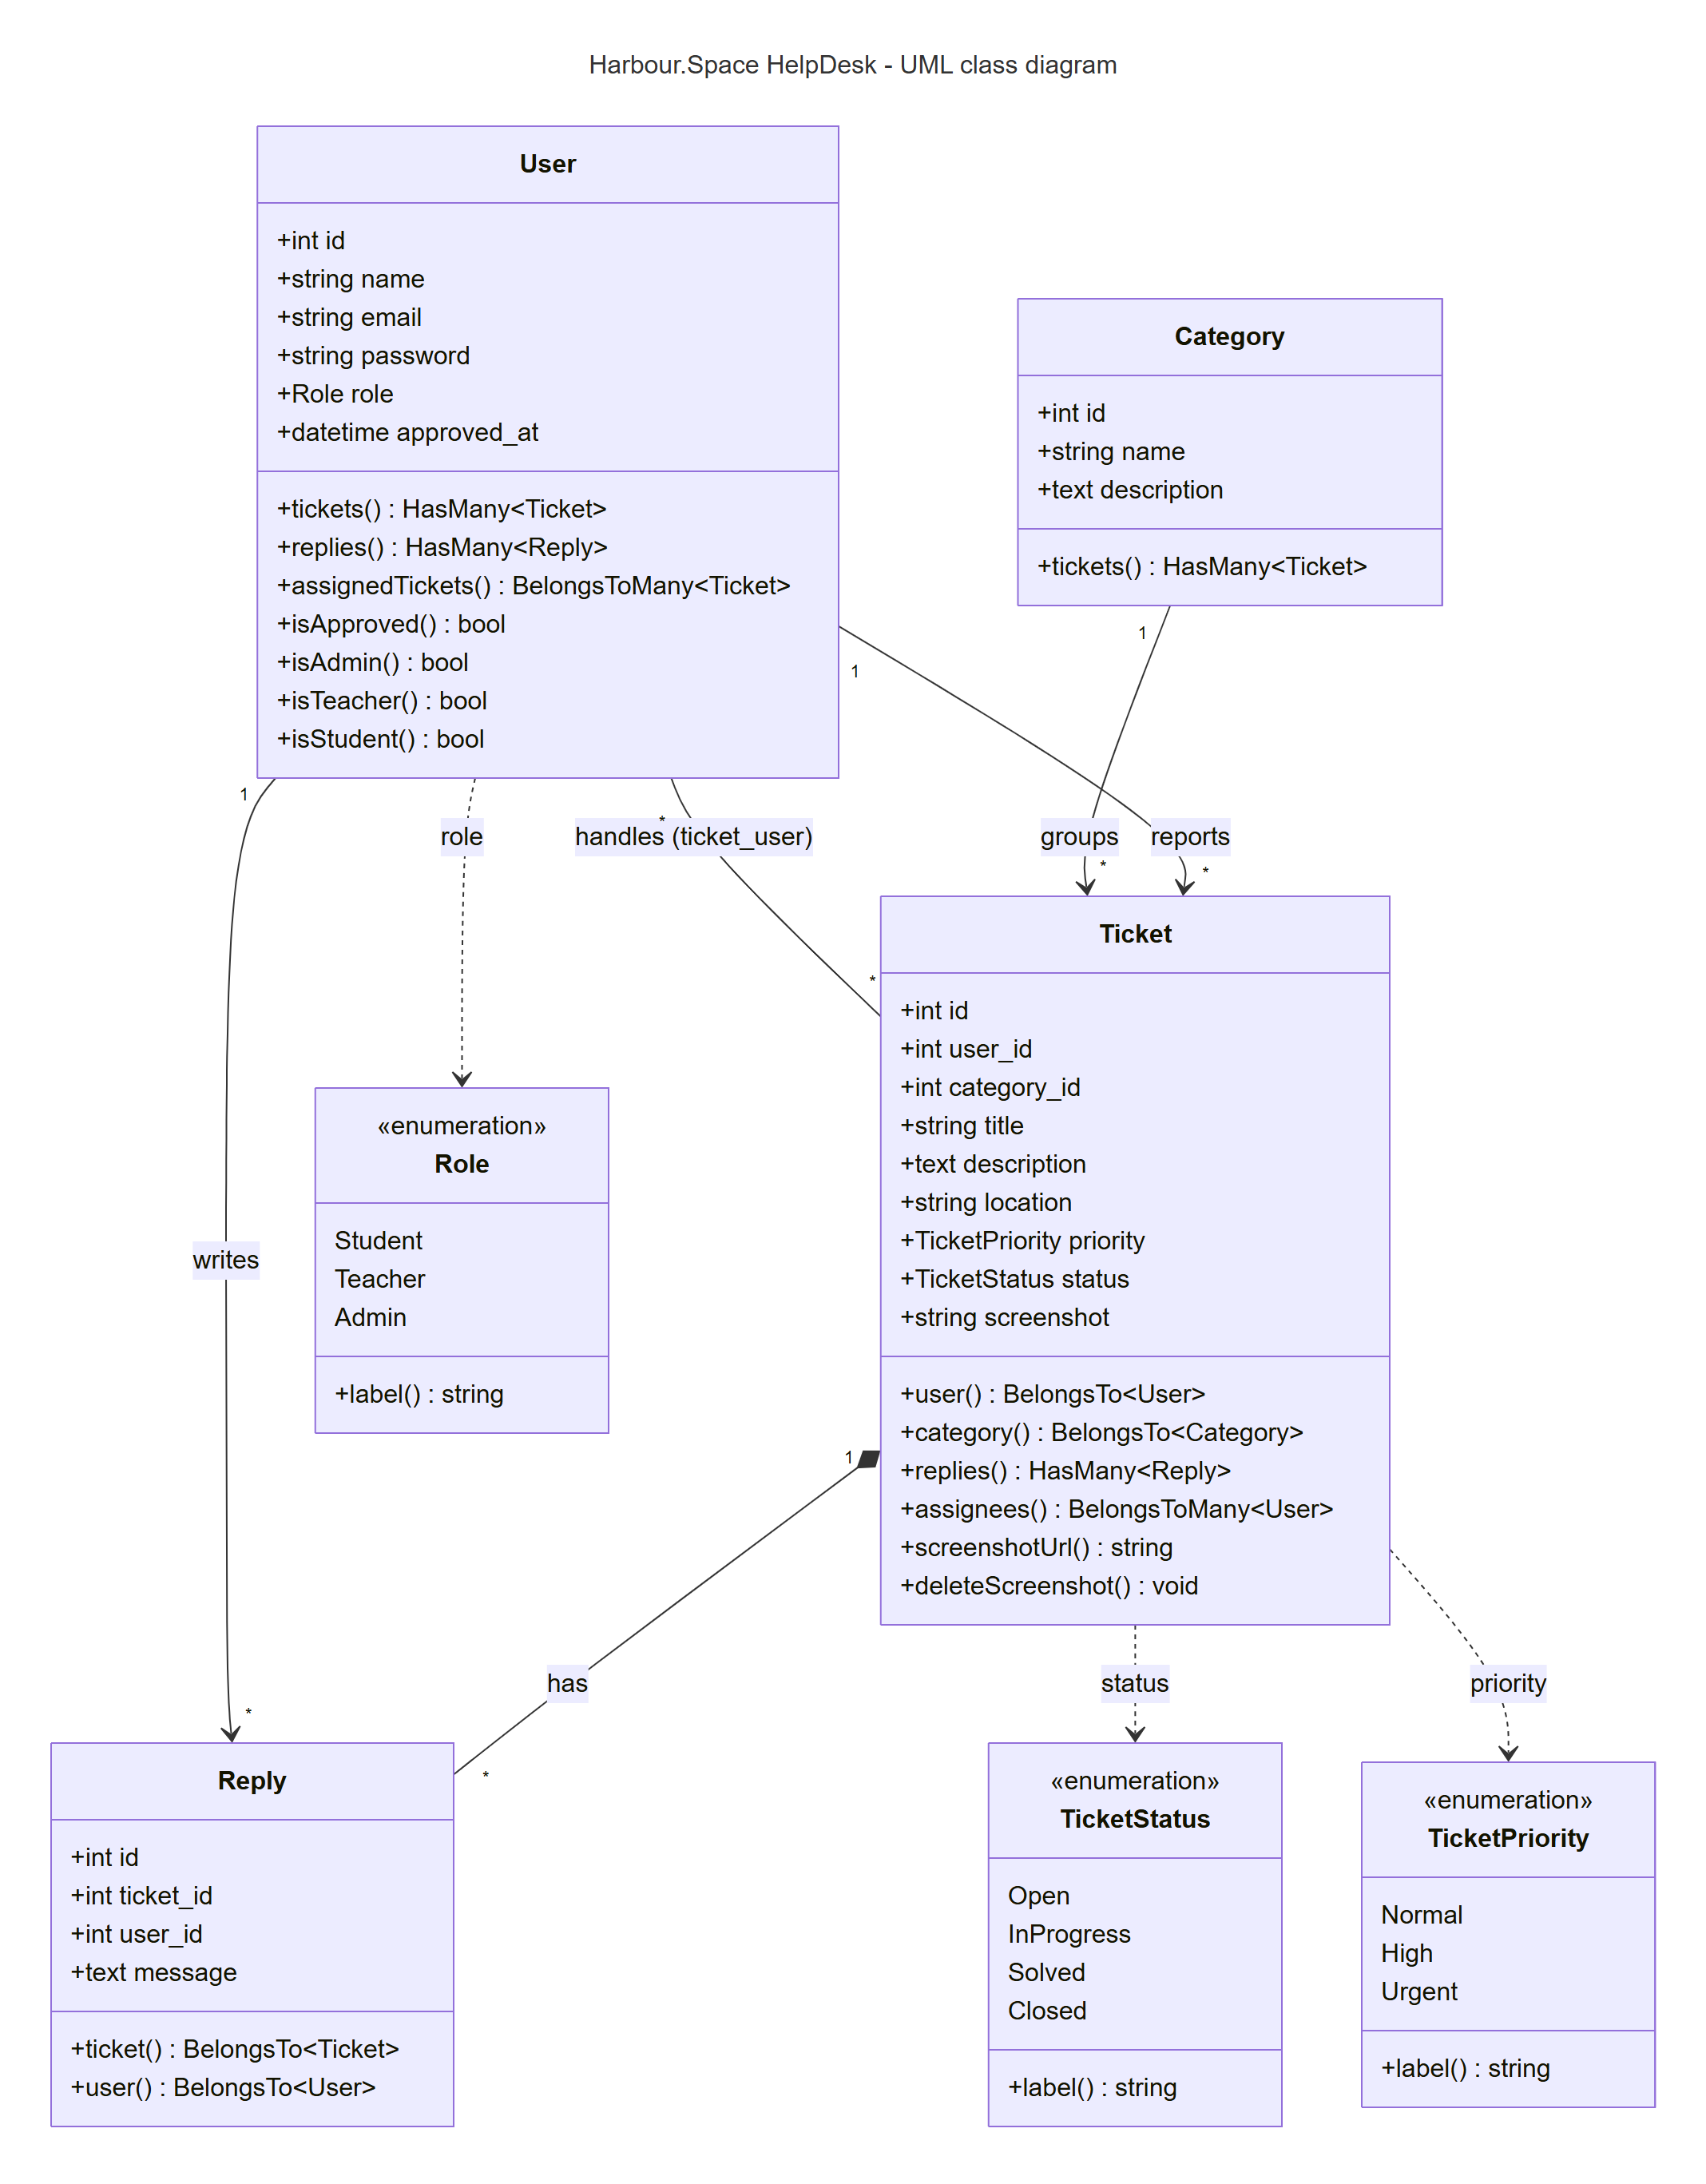 Harbour.Space HelpDesk - UML class diagram
User
+int id
+string name
+string email
+string password
+Role role
+datetime approved_at
+tickets() : HasMany<Ticket>
+replies() : HasMany<Reply>
+assignedTickets() : BelongsToMany<Ticket>
+isApproved() : bool
+isAdmin() : bool
+isTeacher() : bool
+isStudent() : bool
Category
+int id
+string name
+text description
+tickets() : HasMany<Ticket>
1
1
1
role
*
handles (ticket_user)
groups
reports
*
*
*
Ticket
+int id
+int user_id
+int category_id
+string title
+text description
+string location
+TicketPriority priority
+TicketStatus status
+string screenshot
+user() : BelongsTo<User>
+category() : BelongsTo<Category>
+replies() : HasMany<Reply>
+assignees() : BelongsToMany<User>
+screenshotUrl() : string
+deleteScreenshot() : void
«enumeration»
Role
Student
Teacher
Admin
+label() : string
writes
1
has
status
priority
*
*
Reply
+int id
+int ticket_id
+int user_id
+text message
+ticket() : BelongsTo<Ticket>
+user() : BelongsTo<User>
«enumeration»
TicketStatus
Open
InProgress
Solved
Closed
+label() : string
«enumeration»
TicketPriority
Normal
High
Urgent
+label() : string